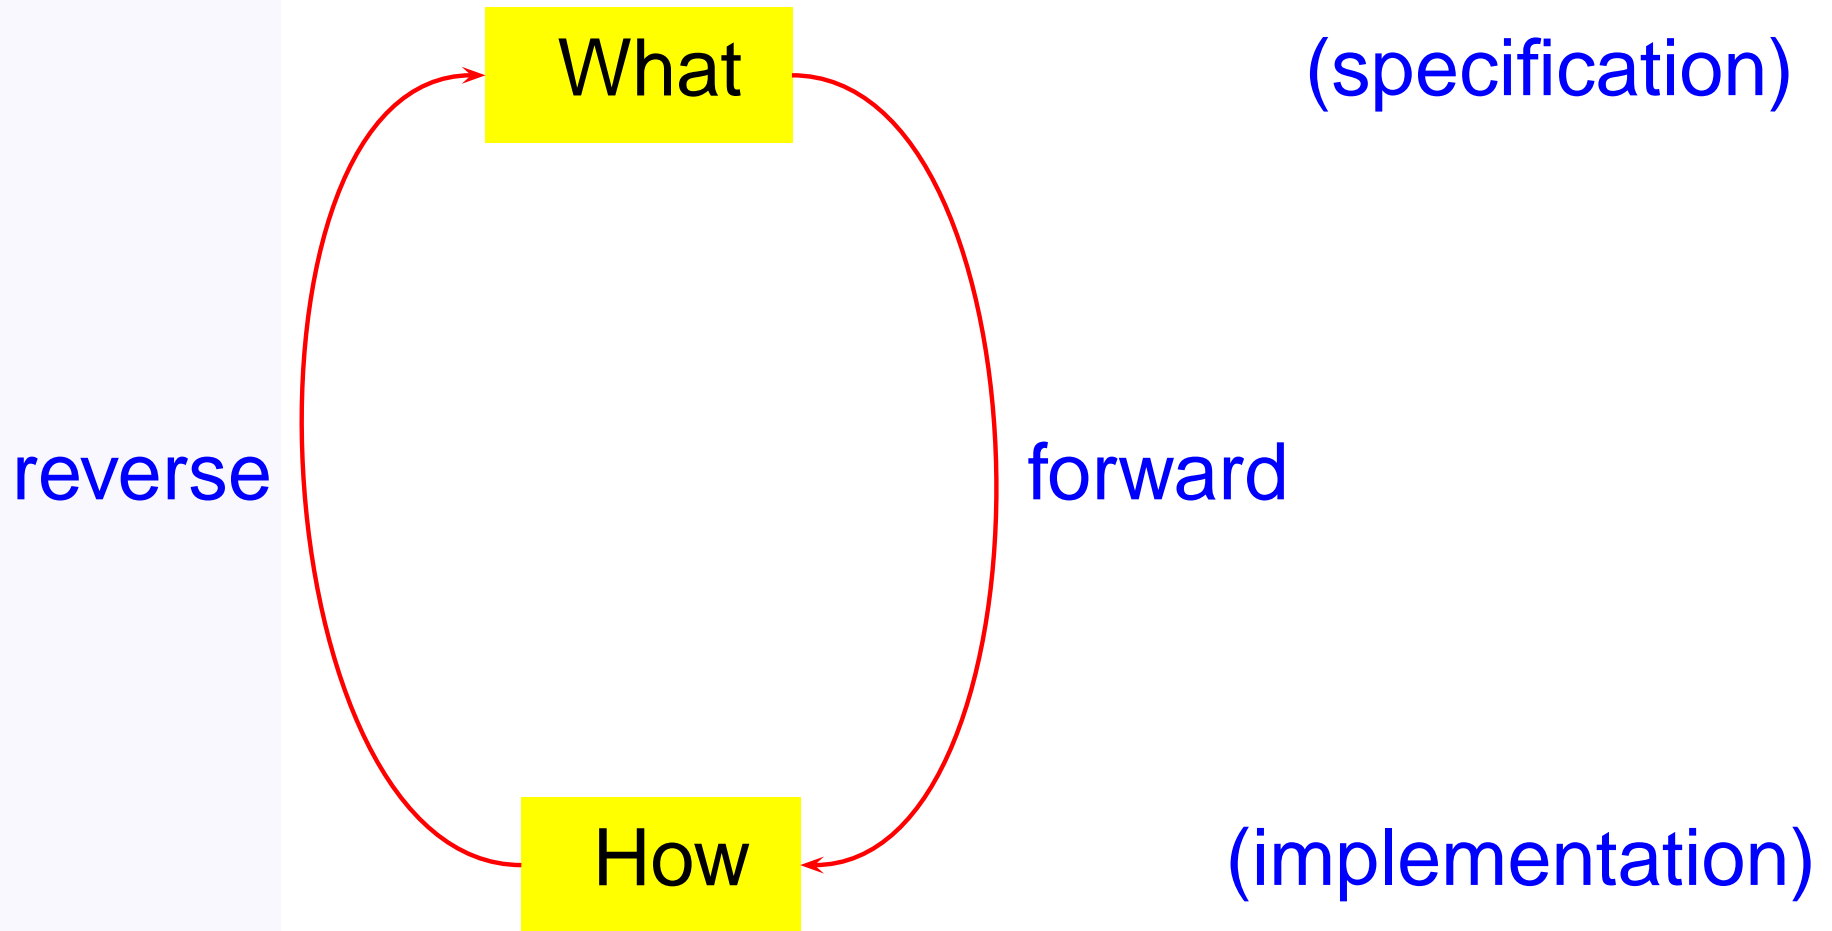 What (specification)
reverse forward
How (implementation)